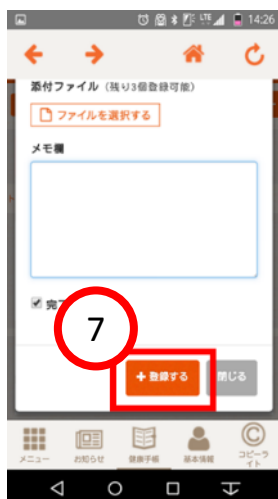 LTE 14:26
添付ファイル（残り3個登録可能）
ファイルを選択する
メモ欄
完了
7
+ 登録する
閉じる
メニュー お知らせ 健康手帳 基本情報 コピーライト